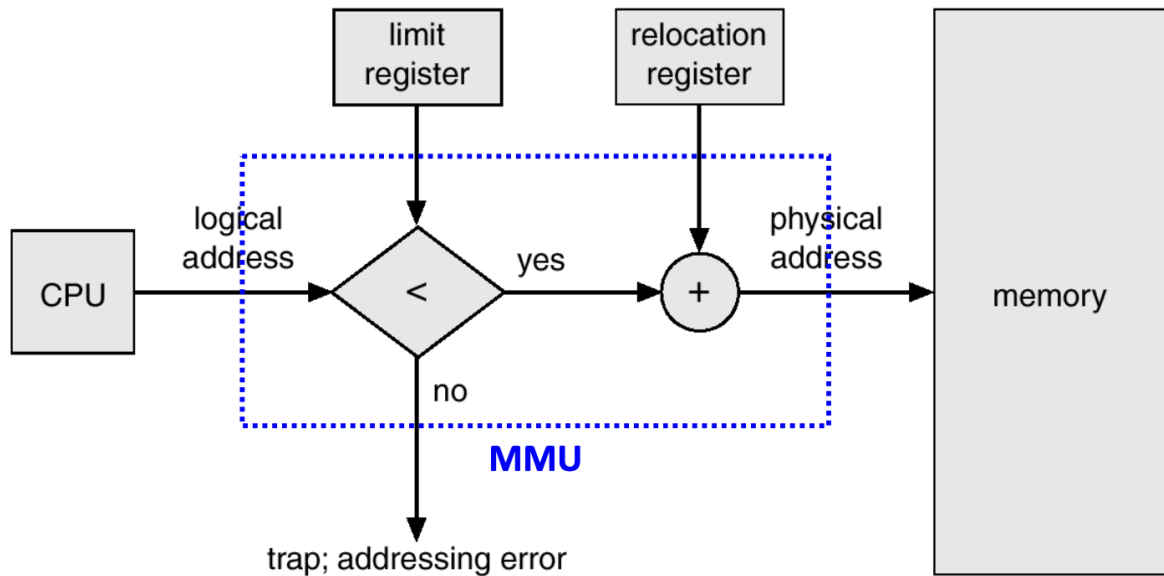 limit
register
relocation
register
logical
address
physical
address
CPU
<
yes
+
memory
no
MMU
trap; addressing error